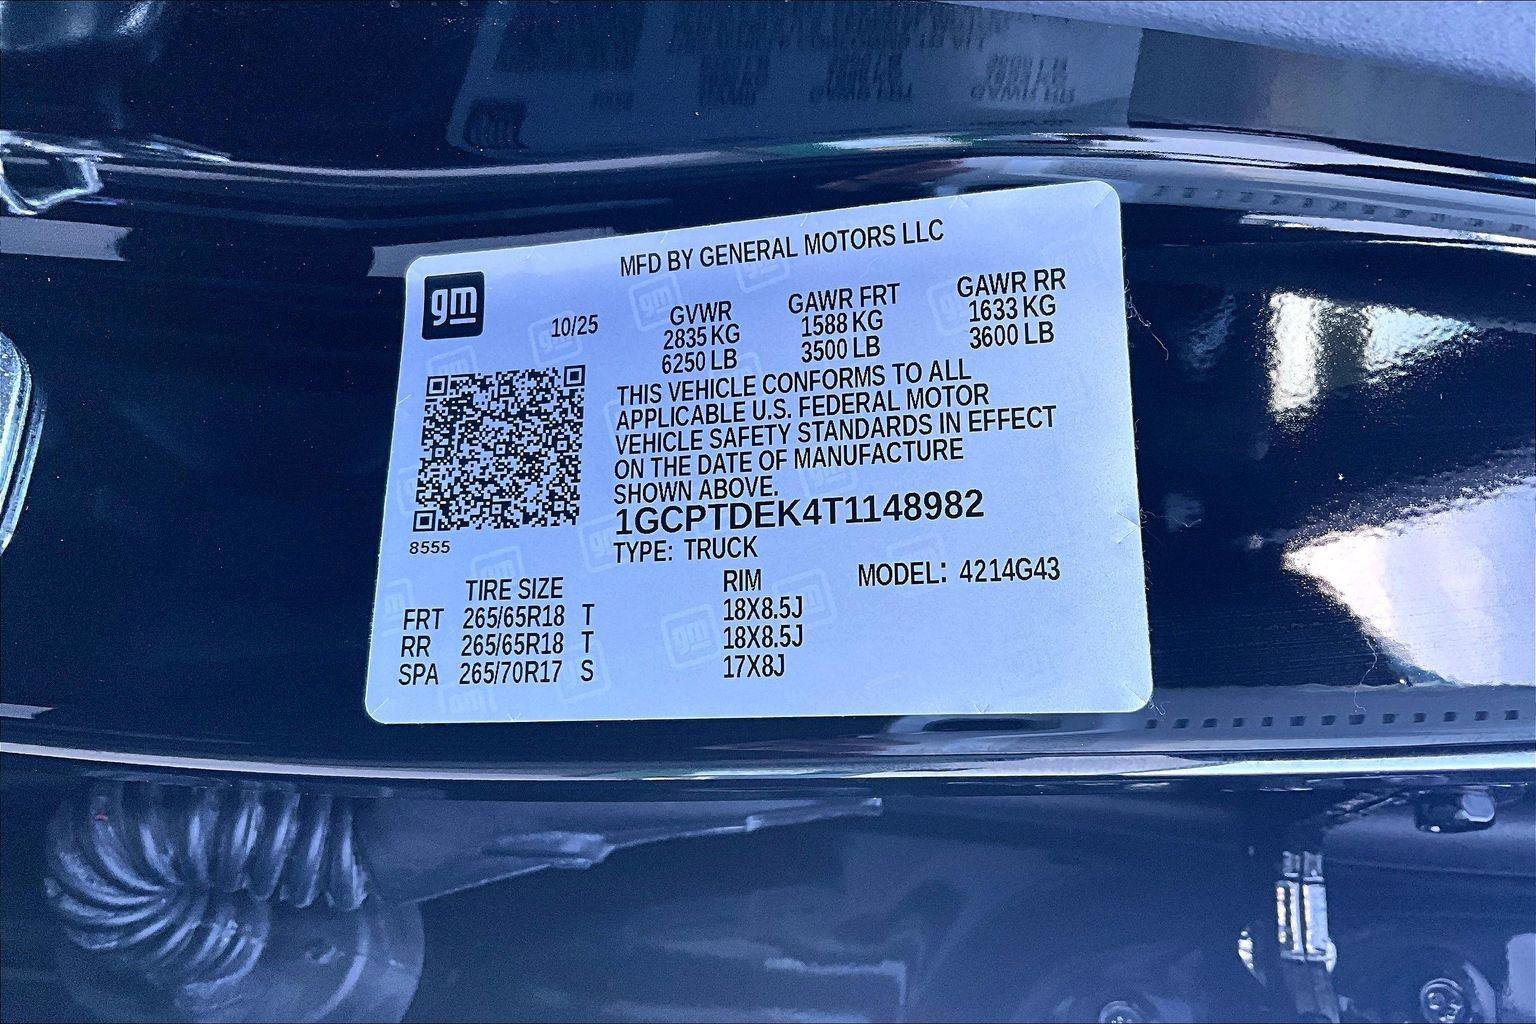 MFD BY GENERAL MOTORS LLC
gm
10/25
GVWR GAWR FRT GAWR RR
2835 KG 1588 KG 1633 KG
6250 LB 3500 LB 3600 LB
THIS VEHICLE CONFORMS TO ALL
APPLICABLE U.S. FEDERAL MOTOR
VEHICLE SAFETY STANDARDS IN EFFECT
ON THE DATE OF MANUFACTURE
SHOWN ABOVE.
1GCPTDEK4T1148982
8555
TYPE: TRUCK
TIRE SIZE RIM MODEL: 4214G43
FRT 265/65R18 T 18X8.5J
RR 265/65R18 T 18X8.5J
SPA 265/70R17 S 17X8J